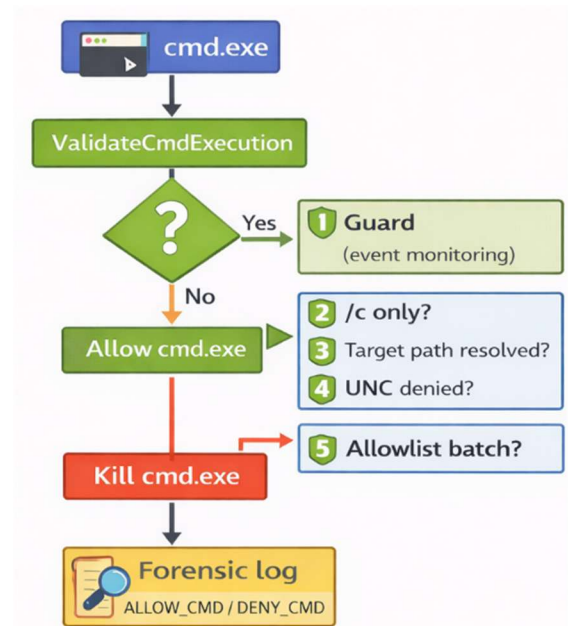 cmd.exe
ValidateCmdExecution
?
Yes
1 Guard
(event monitoring)
No
Allow cmd.exe
2 /c only?
3 Target path resolved?
4 UNC denied?
5 Allowlist batch?
Kill cmd.exe
Forensic log
ALLOW_CMD / DENY_CMD